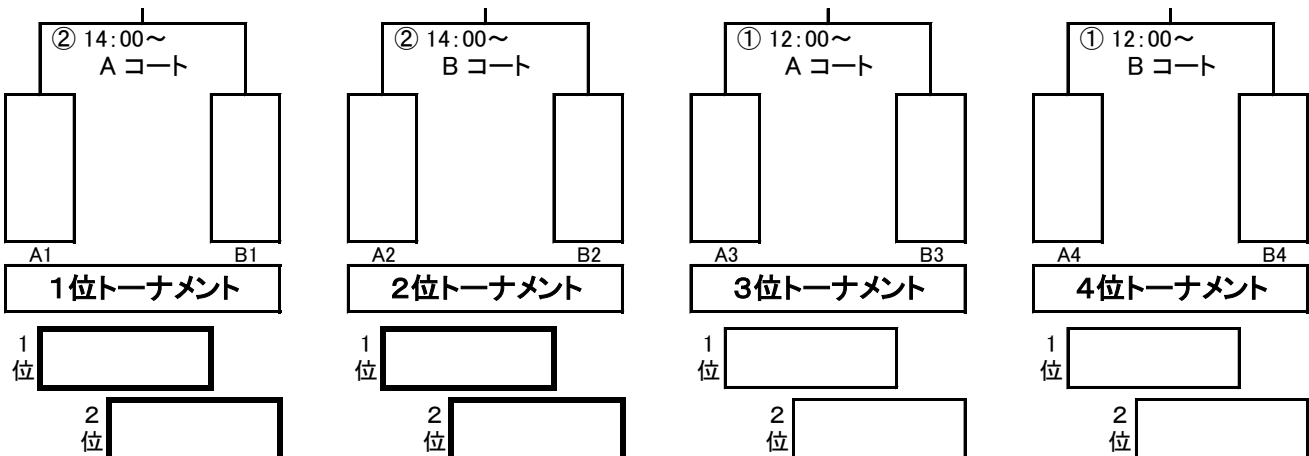 ② 14:00～
A コート
A1
B1
1位トーナメント
1
位
2
位
② 14:00～
B コート
A2
B2
2位トーナメント
1
位
2
位
① 12:00～
A コート
A3
B3
3位トーナメント
1
位
2
位
① 12:00～
B コート
A4
B4
4位トーナメント
1
位
2
位